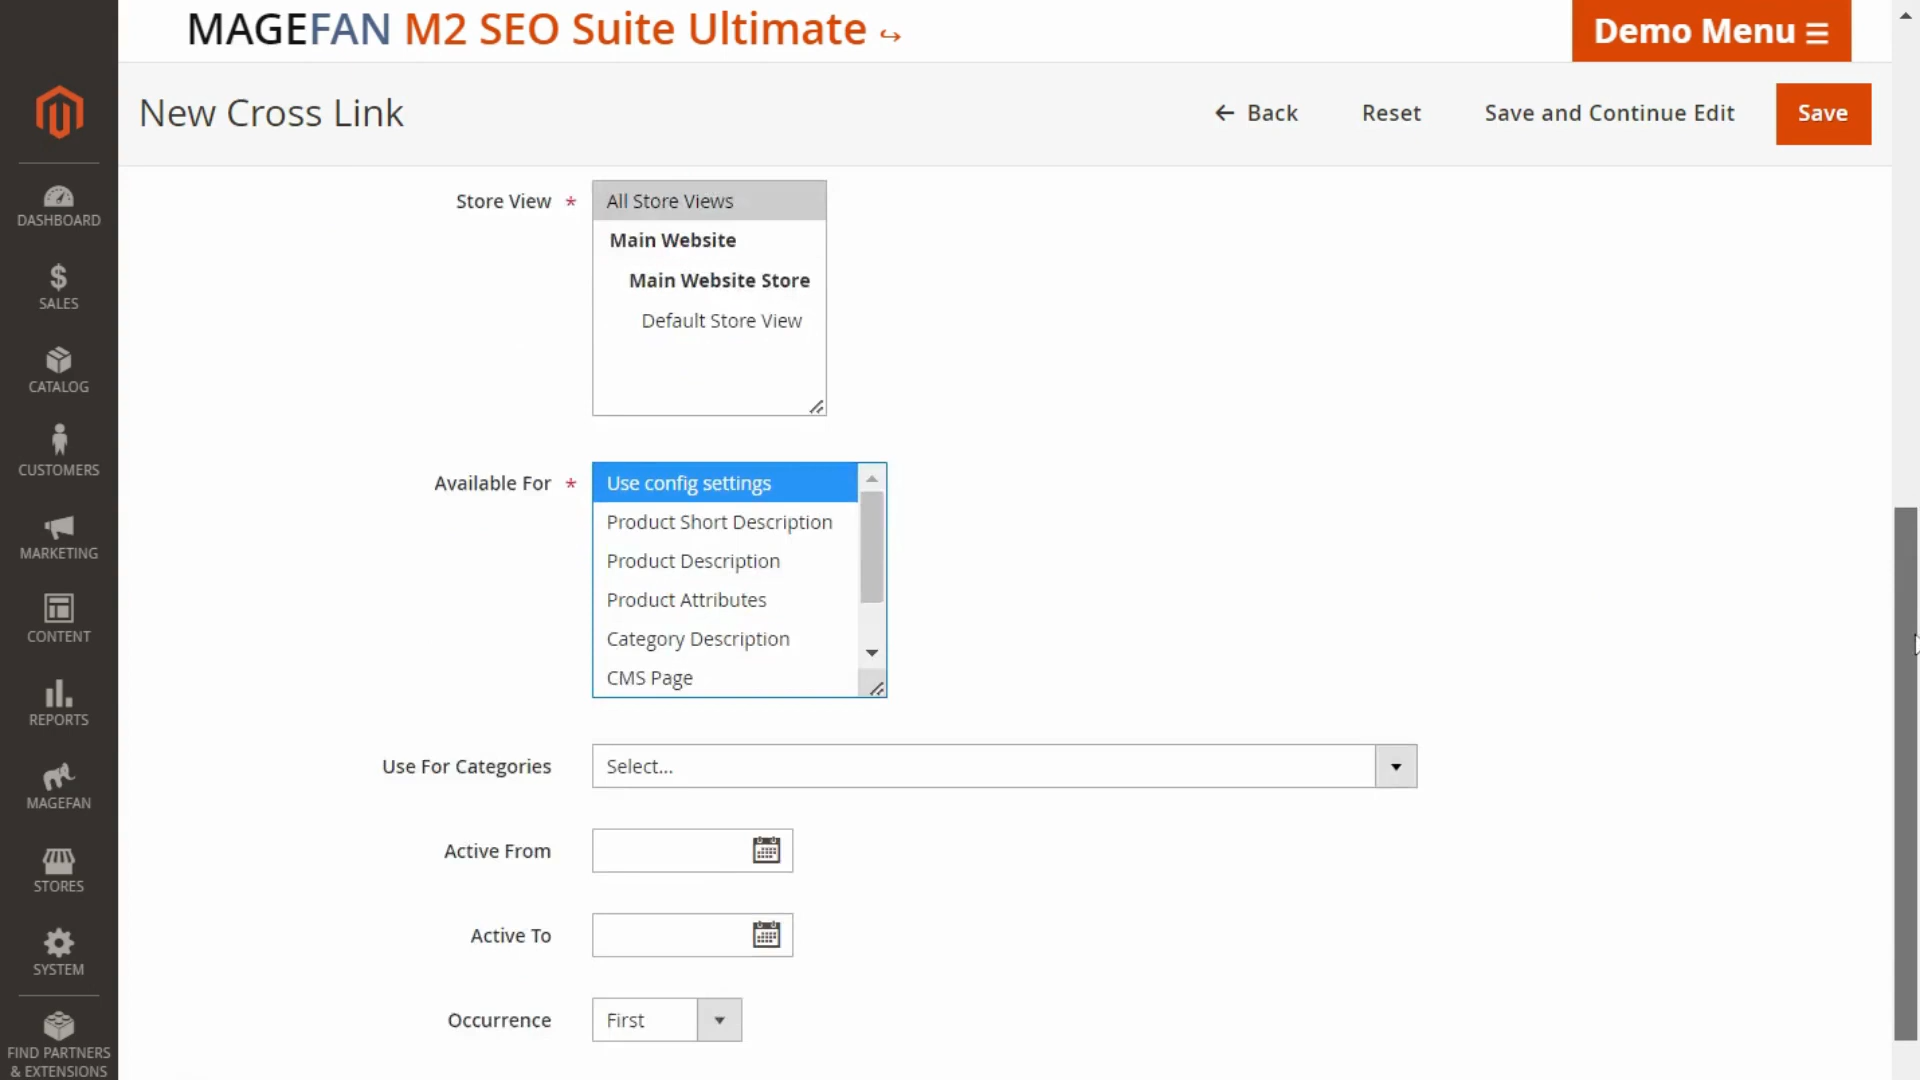 MAGEFAN M2 SEO Suite Ultimate
Demo Menu
New Cross Link
Back
Reset
Save and Continue Edit
Save
DASHBOARD
SALES
CATALOG
CUSTOMERS
MARKETING
CONTENT
REPORTS
MAGEFAN
STORES
SYSTEM
FIND PARTNERS
& EXTENSIONS
Store View *
All Store Views
Main Website
Main Website Store
Default Store View
Available For *
Use config settings
Product Short Description
Product Description
Product Attributes
Category Description
CMS Page
Use For Categories
Select...
Active From
Active To
Occurrence
First